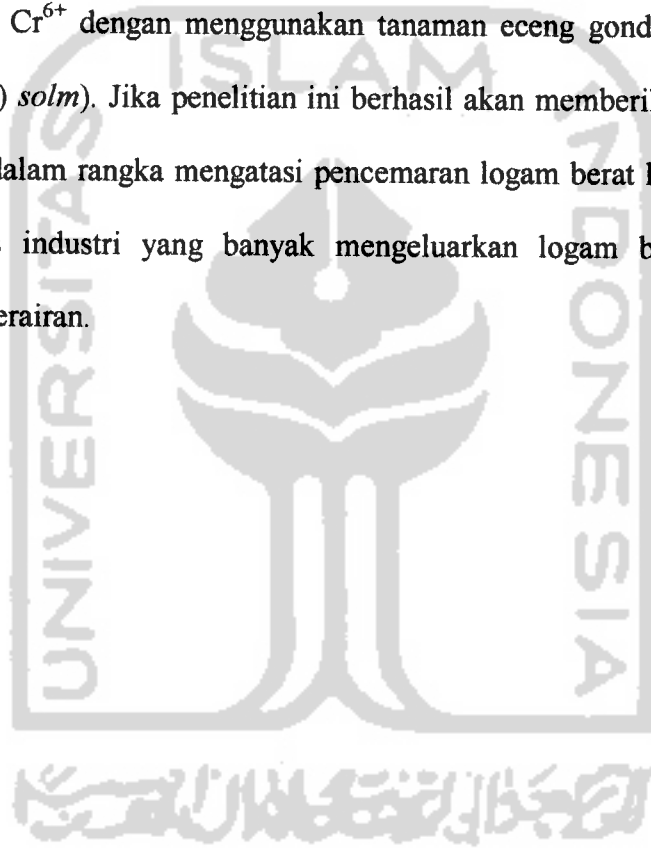 Cr⁶⁺ dengan menggunakan tanaman eceng gond
) solm). Jika penelitian ini berhasil akan memberi
dalam rangka mengatasi pencemaran logam berat
industri yang banyak mengeluarkan logam b
erairan.
ISLAM
UNIVERSITAS
INDONESIA